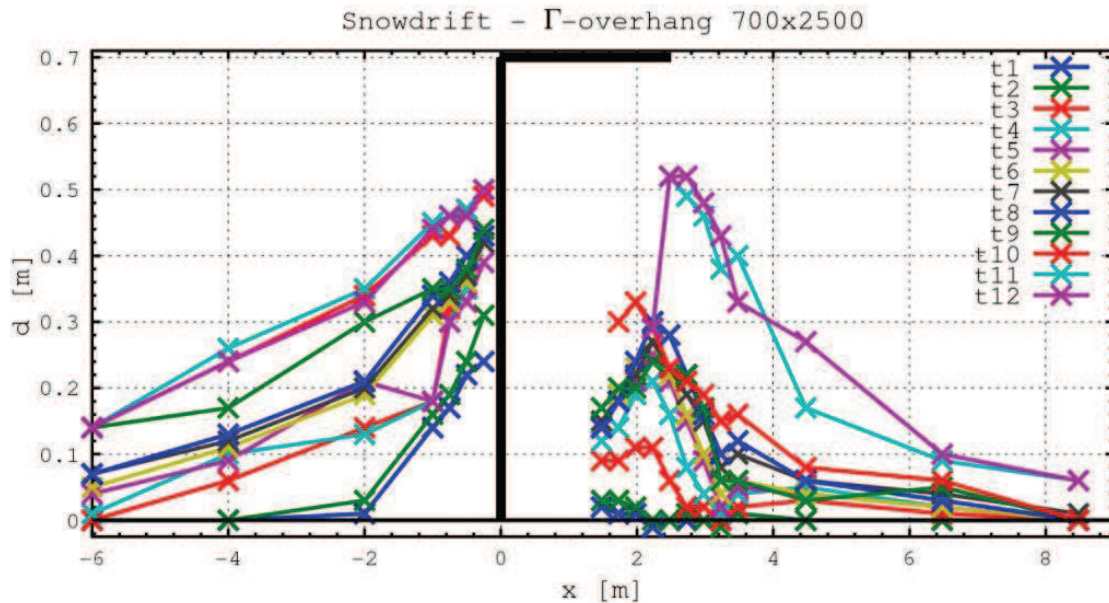 Snowdrift - Γ-overhang 700x2500
d [m]
0.7
0.6
0.5
0.4
0.3
0.2
0.1
0
-6 -4 -2 0 2 4 6 8
x [m]
t1
t2
t3
t4
t5
t6
t7
t8
t9
t10
t11
t12